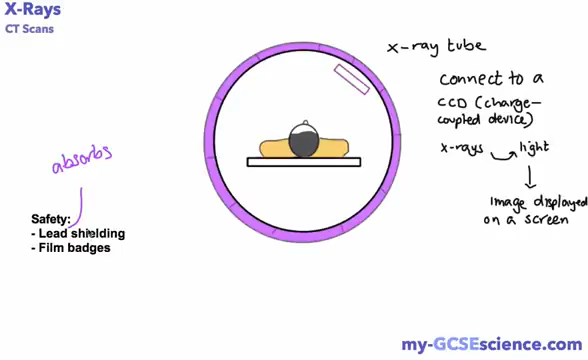 X-Rays
CT Scans
x-ray tube
connect to a
CCD (charge-
coupled device)
x-rays light
Image displayed
on a screen
absorbs
Safety:
- Lead shielding
- Film badges
my-GCSEscience.com